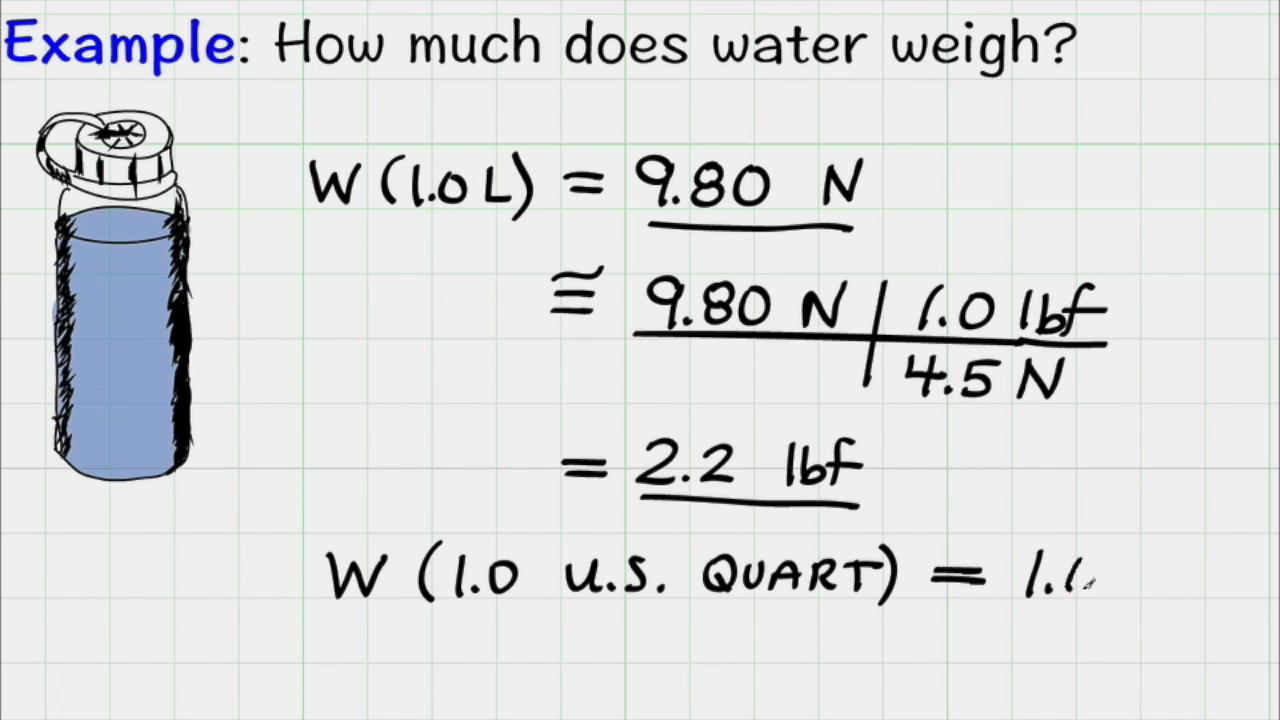 Example: How much does water weigh?
W (1.0 L) = 9.80 N
≅ 9.80 N | 1.0 lbf
4.5 N
= 2.2 lbf
W (1.0 U.S. QUART) = 1.